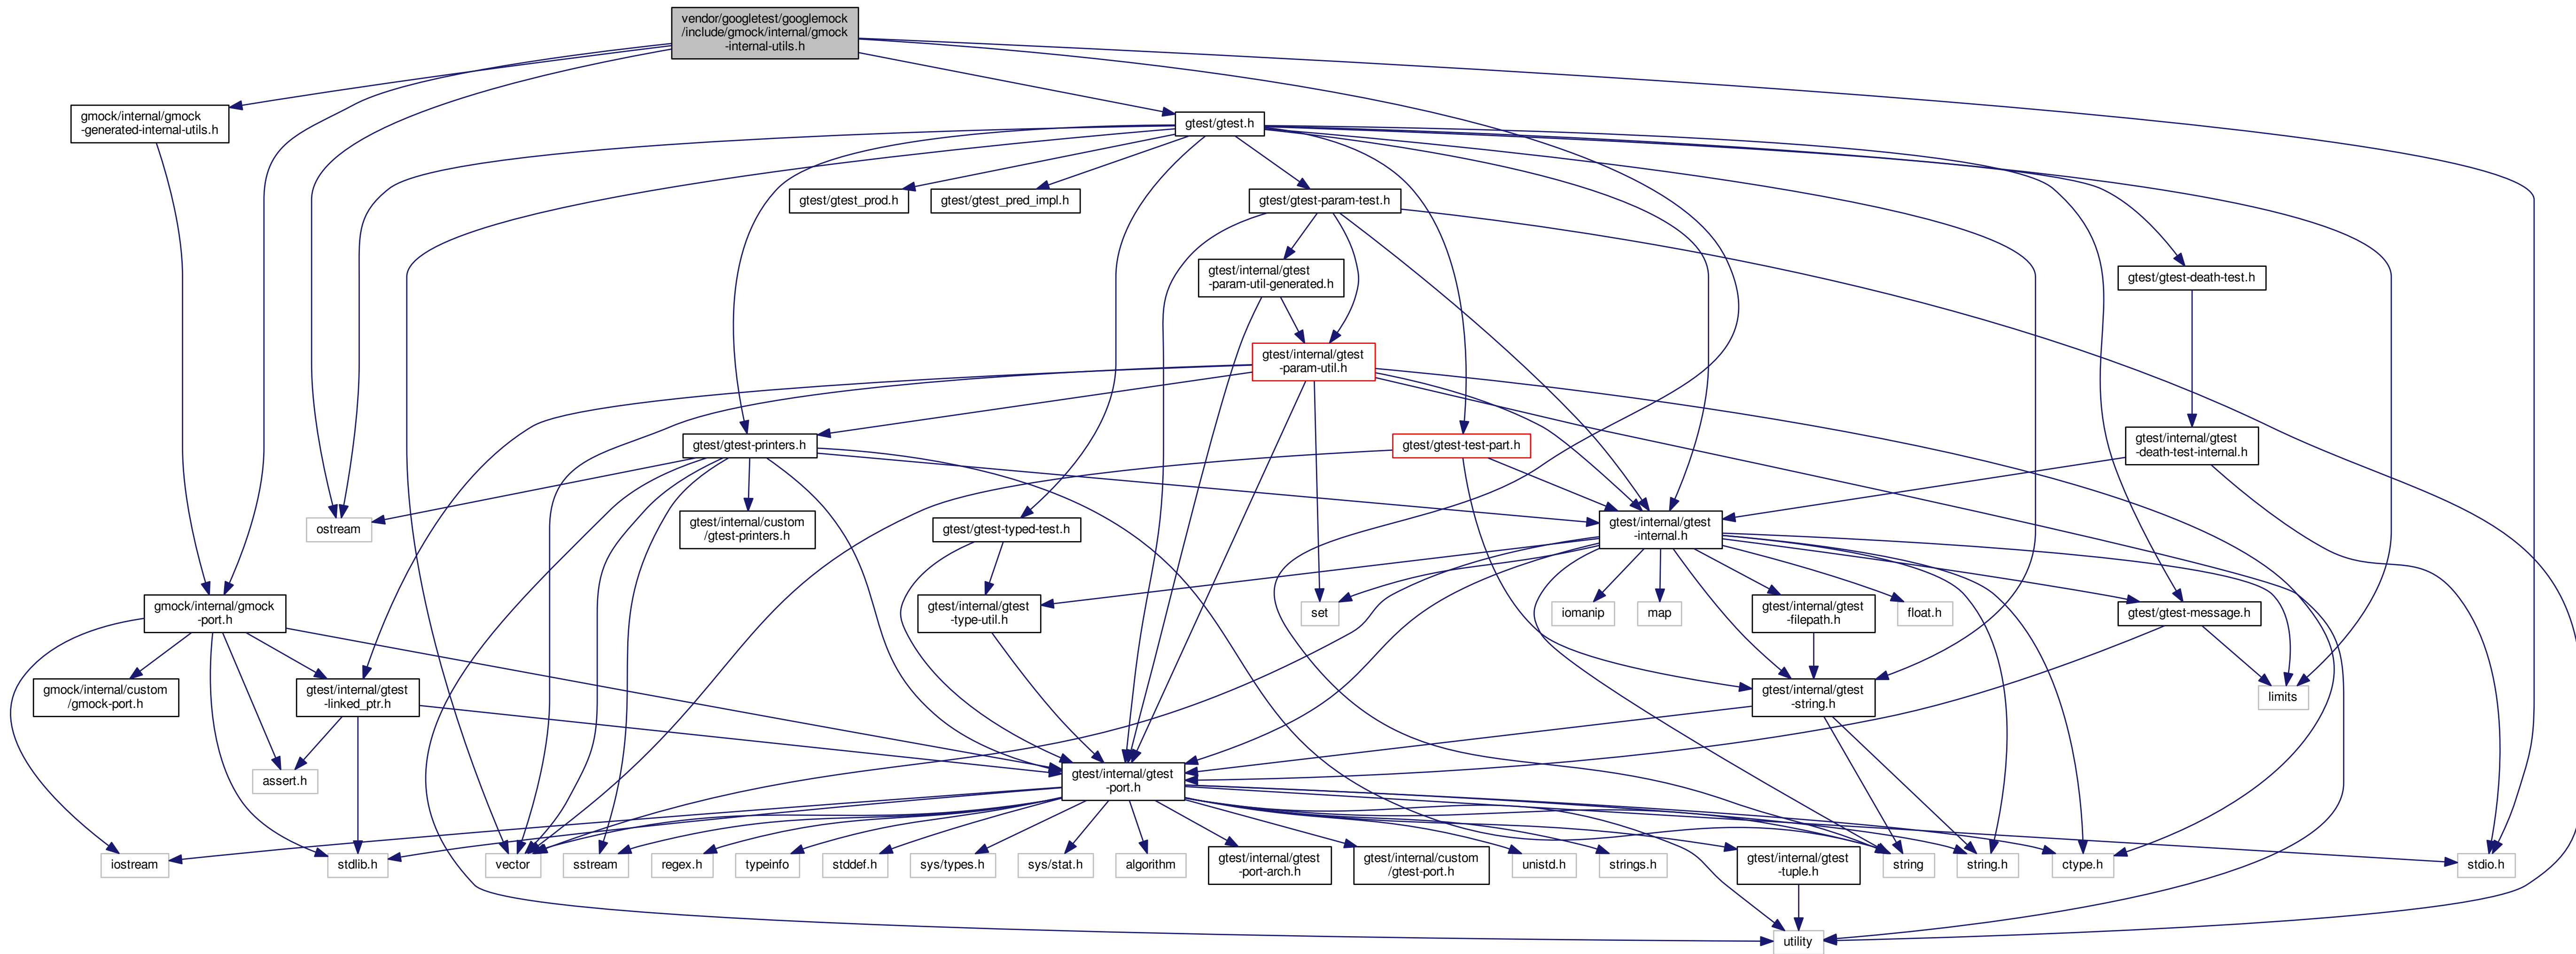 vendor/googletest/googlemock
/include/gmock/internal/gmock
-internal-utils.h
gmock/internal/gmock
-generated-internal-utils.h
gtest/gtest.h
gtest/gtest_prod.h
gtest/gtest_pred_impl.h
gtest/gtest-param-test.h
gtest/internal/gtest
-param-util-generated.h
gtest/gtest-death-test.h
gtest/internal/gtest
-param-util.h
gtest/gtest-printers.h
gtest/gtest-test-part.h
gtest/internal/gtest
-death-test-internal.h
ostream
gtest/internal/custom
/gtest-printers.h
gtest/gtest-typed-test.h
gtest/internal/gtest
-internal.h
gmock/internal/gmock
-port.h
gtest/internal/gtest
-type-util.h
set
iomanip
map
gtest/internal/gtest
-filepath.h
float.h
gtest/gtest-message.h
gmock/internal/custom
/gmock-port.h
gtest/internal/gtest
-linked_ptr.h
gtest/internal/gtest
-string.h
limits
assert.h
gtest/internal/gtest
-port.h
iostream
stdlib.h
vector
sstream
regex.h
typeinfo
stddef.h
sys/types.h
sys/stat.h
algorithm
gtest/internal/gtest
-port-arch.h
gtest/internal/custom
/gtest-port.h
unistd.h
strings.h
gtest/internal/gtest
-tuple.h
string
string.h
ctype.h
stdio.h
utility